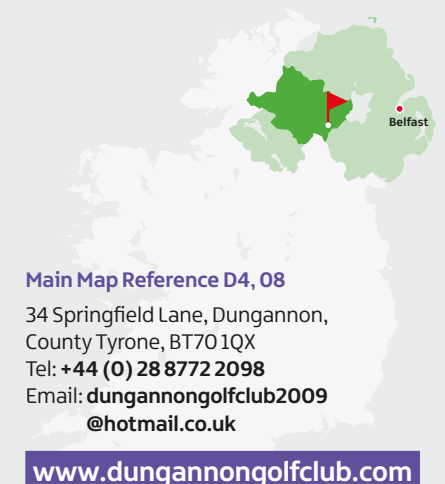 Belfast
Main Map Reference D4, 08
34 Springfield Lane, Dungannon,
County Tyrone, BT70 1QX
Tel: +44 (0) 28 8772 2098
Email: dungannongolfclub2009
@hotmail.co.uk
www.dungannongolfclub.com